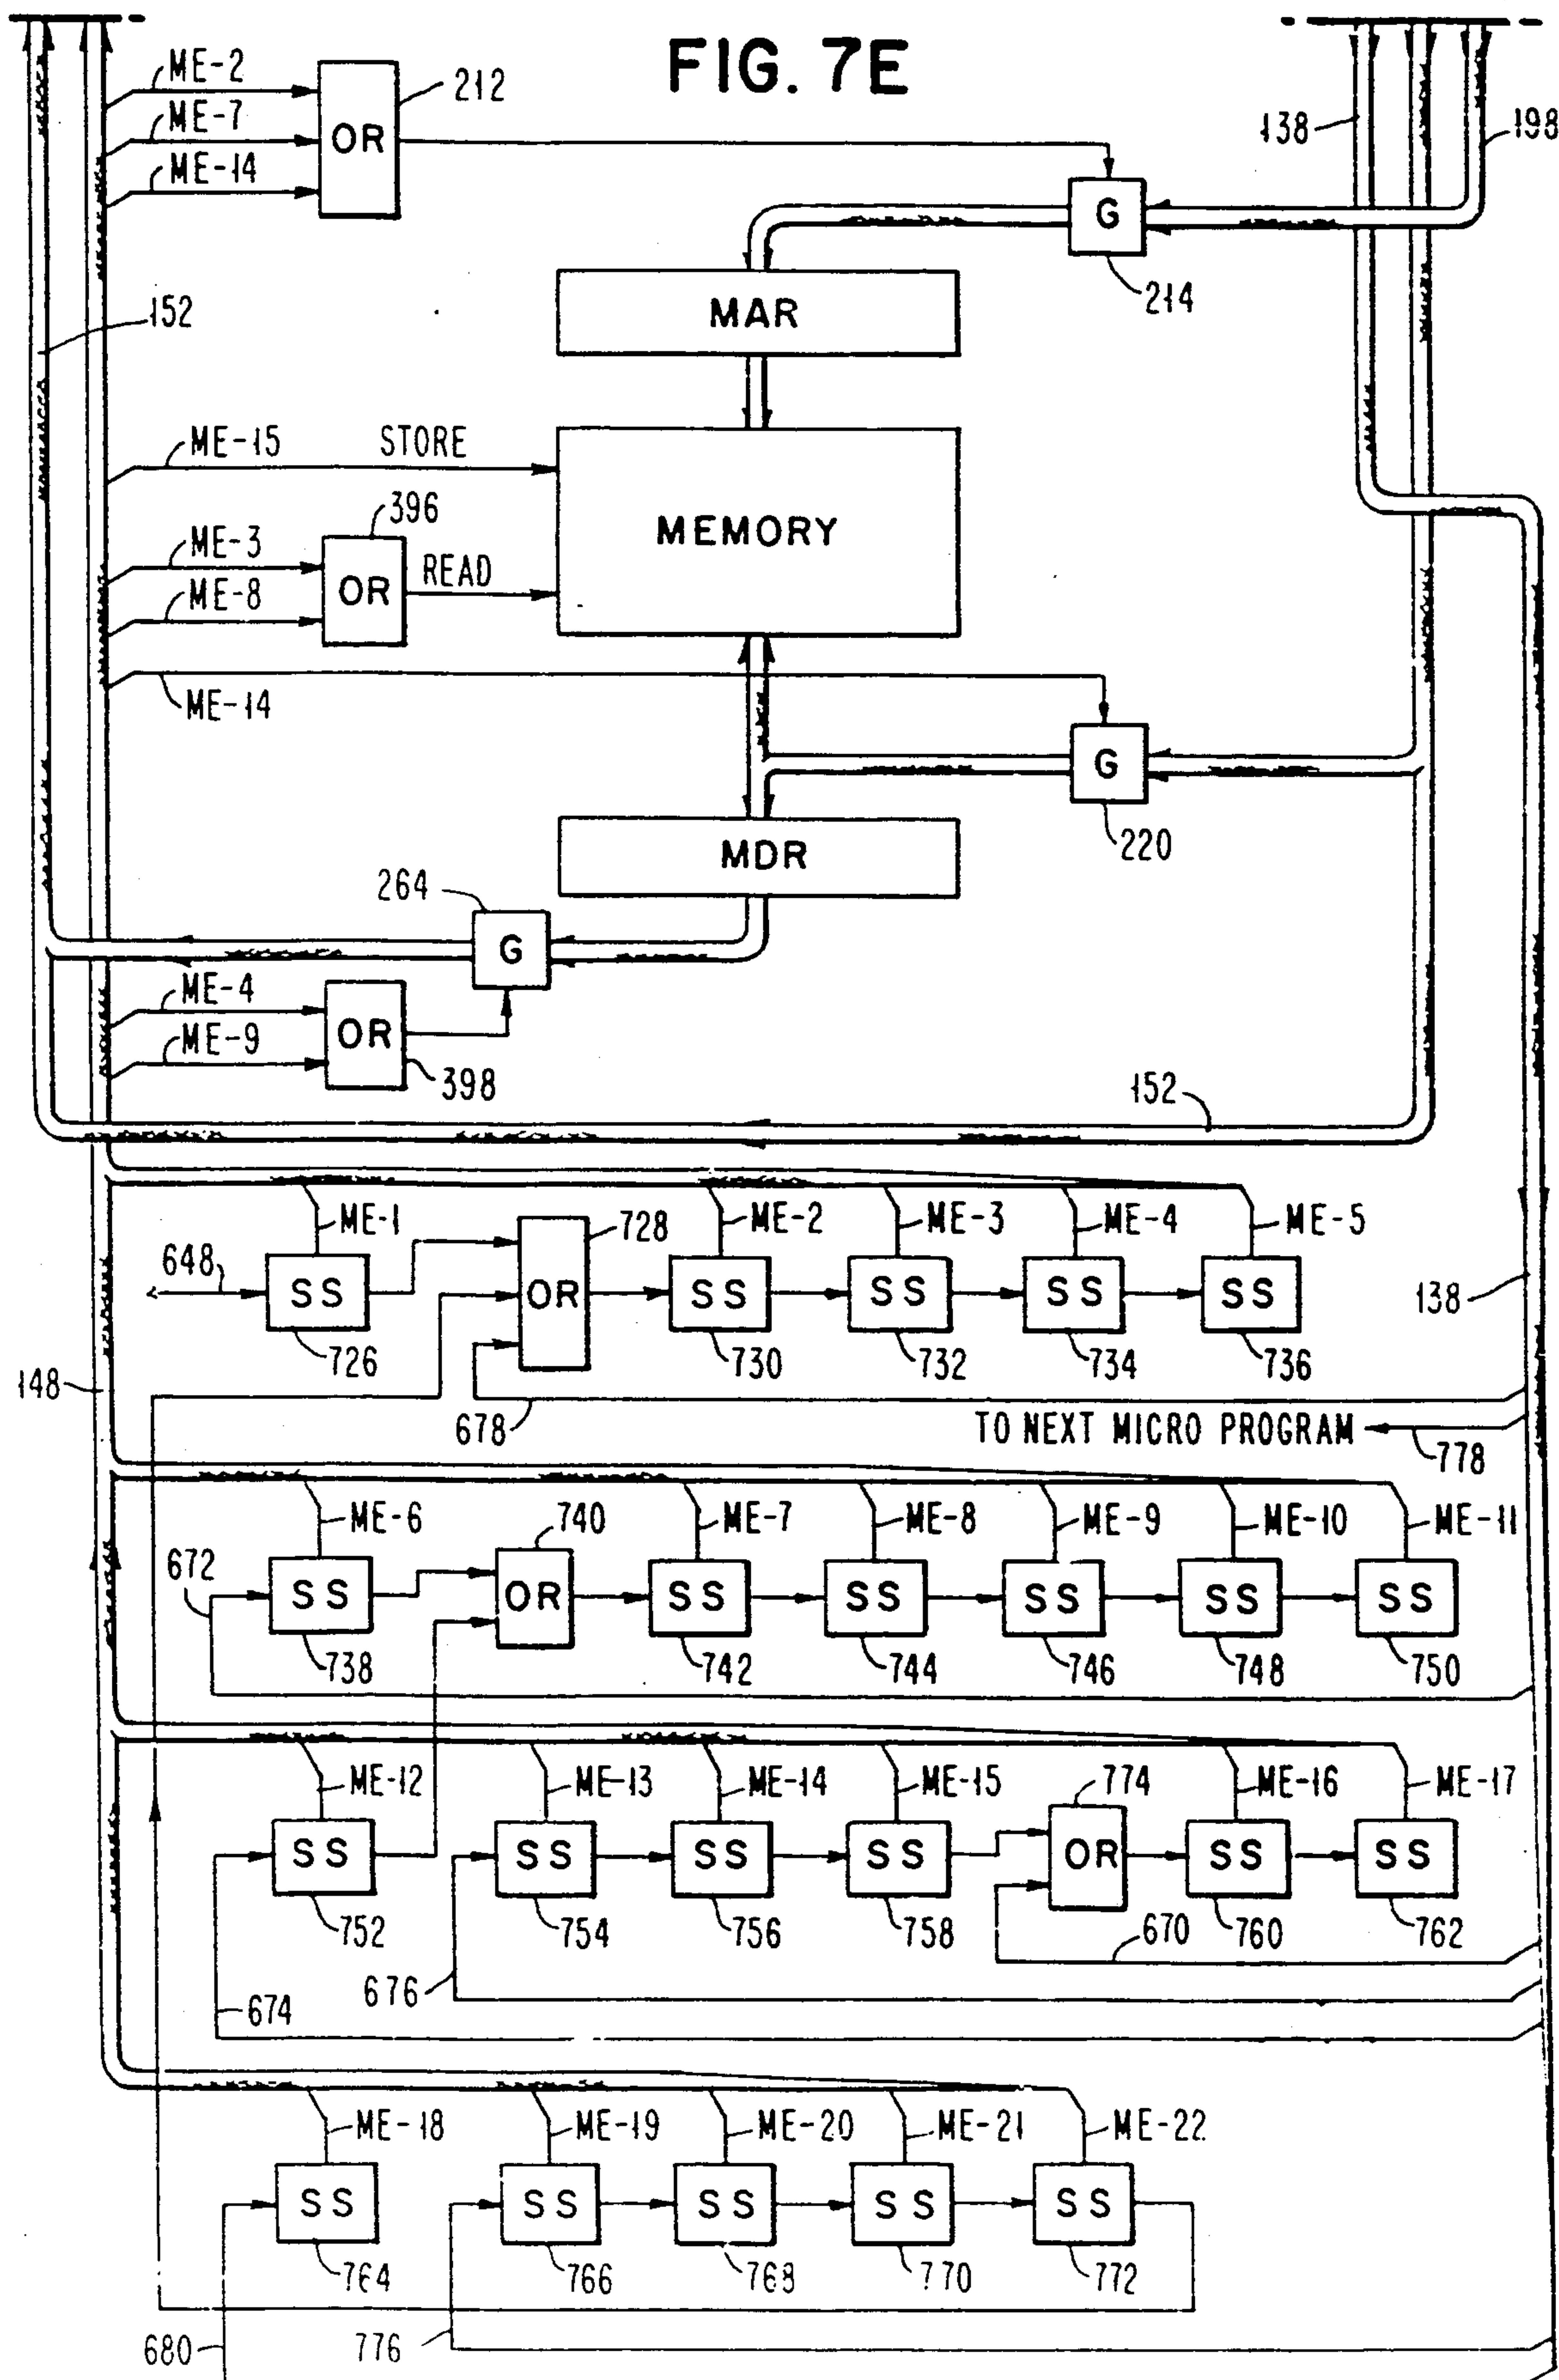 FIG. 7E
ME-2
212
ME-7
OR
138
198
ME-14
G
214
152
MAR
ME-15 STORE
396
ME-3
MEMORY
OR
READ
ME-8
ME-14
G
220
MDR
264
G
ME-4
OR
ME-9
398
152
ME-1
728
ME-2
ME-3
ME-4
ME-5
648
SS
OR
SS
SS
SS
SS
138
726
730
732
734
736
148
678
TO NEXT MICRO PROGRAM
778
ME-6
740
ME-7
ME-8
ME-9
ME-10
ME-11
672
SS
OR
SS
SS
SS
SS
SS
738
742
744
746
748
750
ME-12
ME-13
ME-14
ME-15
774
ME-16
ME-17
SS
SS
SS
SS
OR
SS
SS
752
754
756
758
670
760
762
676
674
ME-18
ME-19
ME-20
ME-21
ME-22
SS
SS
SS
SS
SS
764
766
768
770
772
680
776